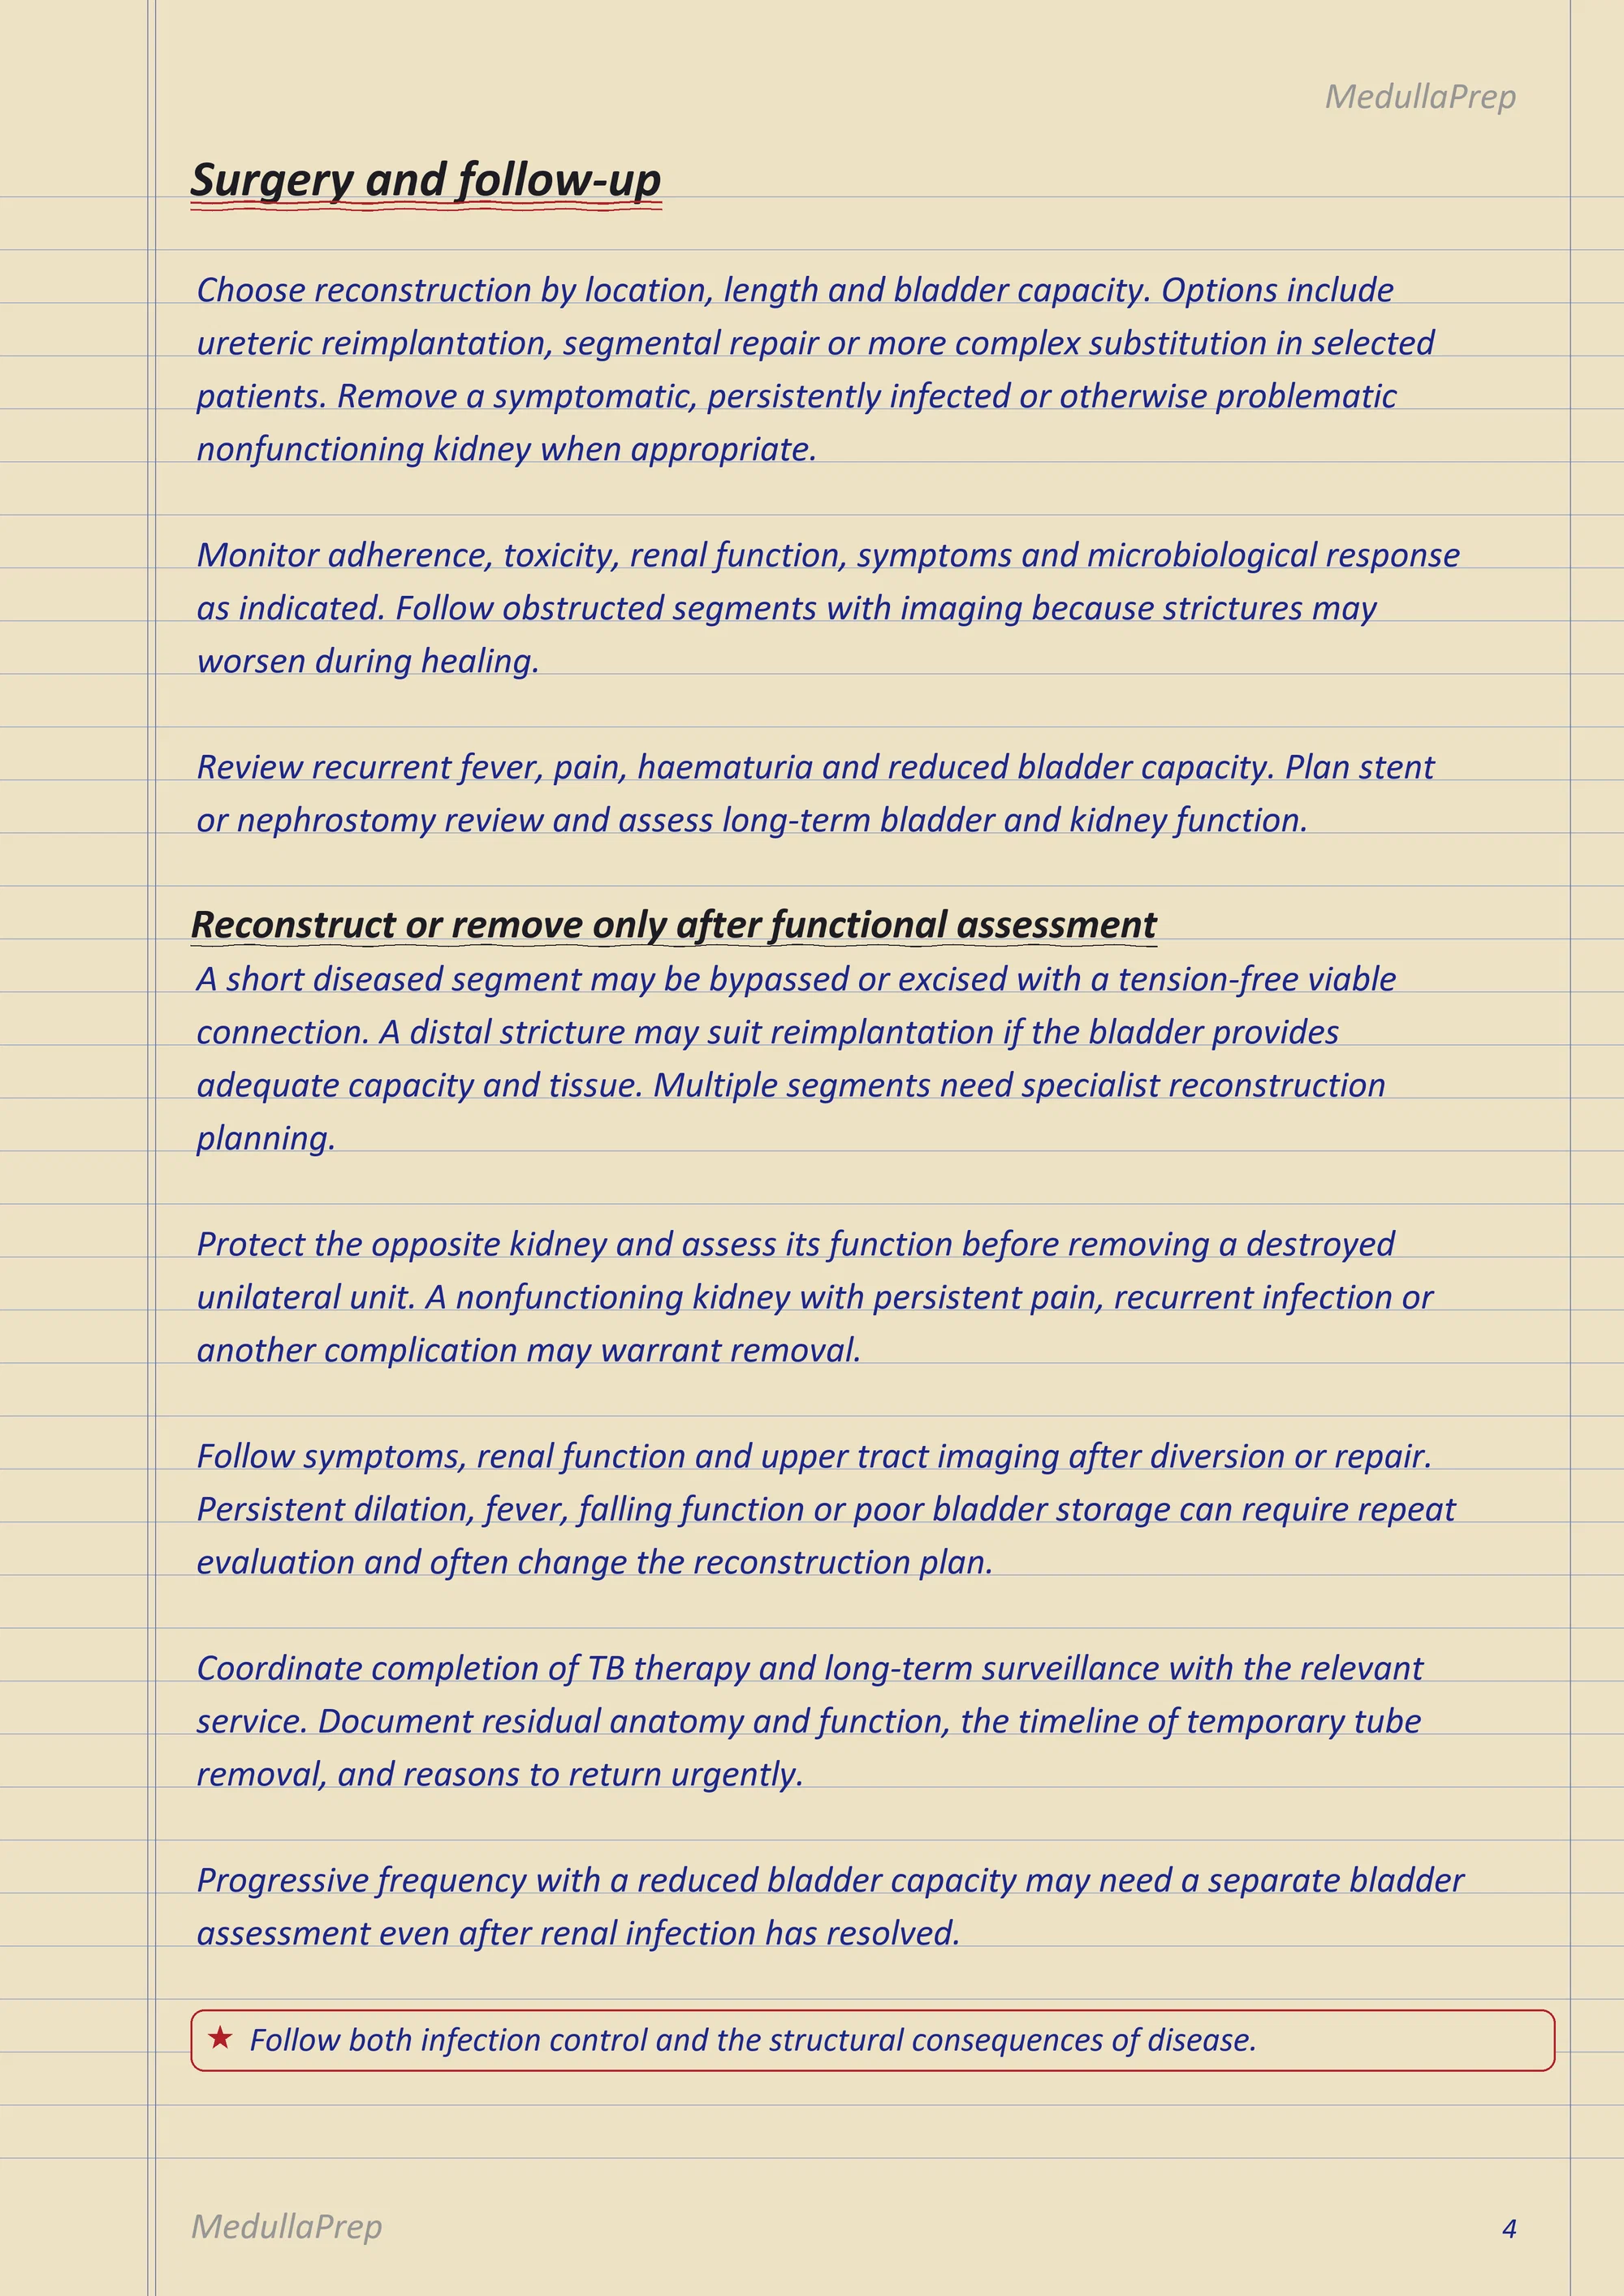 MedullaPrep
Surgery and follow-up
Choose reconstruction by location, length and bladder capacity. Options include
ureteric reimplantation, segmental repair or more complex substitution in selected
patients. Remove a symptomatic, persistently infected or otherwise problematic
nonfunctioning kidney when appropriate.
Monitor adherence, toxicity, renal function, symptoms and microbiological response
as indicated. Follow obstructed segments with imaging because strictures may
worsen during healing.
Review recurrent fever, pain, haematuria and reduced bladder capacity. Plan stent
or nephrostomy review and assess long-term bladder and kidney function.
Reconstruct or remove only after functional assessment
A short diseased segment may be bypassed or excised with a tension-free viable
connection. A distal stricture may suit reimplantation if the bladder provides
adequate capacity and tissue. Multiple segments need specialist reconstruction
planning.
Protect the opposite kidney and assess its function before removing a destroyed
unilateral unit. A nonfunctioning kidney with persistent pain, recurrent infection or
another complication may warrant removal.
Follow symptoms, renal function and upper tract imaging after diversion or repair.
Persistent dilation, fever, falling function or poor bladder storage can require repeat
evaluation and often change the reconstruction plan.
Coordinate completion of TB therapy and long-term surveillance with the relevant
service. Document residual anatomy and function, the timeline of temporary tube
removal, and reasons to return urgently.
Progressive frequency with a reduced bladder capacity may need a separate bladder
assessment even after renal infection has resolved.
★ Follow both infection control and the structural consequences of disease.
MedullaPrep
4